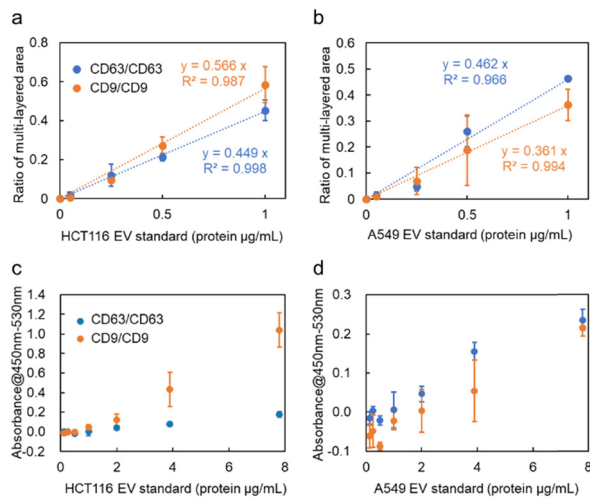 a
b
0.8
0.6
0.4
0.2
0
Ratio of multi-layered area
CD63/CD63
CD9/CD9
y = 0.566 x
R² = 0.987
y = 0.449 x
R² = 0.998
0
0.5
1
HCT116 EV standard (protein µg/mL)
0.6
0.5
0.4
0.3
0.2
0.1
0
Ratio of multi-layered area
y = 0.462 x
R² = 0.966
y = 0.361 x
R² = 0.994
0
0.5
1
A549 EV standard (protein µg/mL)
c
d
1.4
1.2
1.0
0.8
0.6
0.4
0.2
0.0
-0.2
Absorbance@450nm-530nm
CD63/CD63
CD9/CD9
0
2
4
6
8
HCT116 EV standard (protein µg/mL)
0.3
0.2
0.1
0.0
-0.1
Absorbance@450nm-530nm
0
2
4
6
8
A549 EV standard (protein µg/mL)